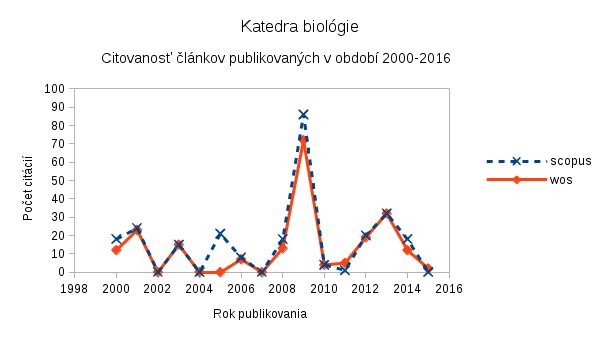 Katedra biológie
Citovanosť článkov publikovaných v období 2000-2016
Počet citácií
100
90
80
70
60
50
40
30
20
10
0
1998 2000 2002 2004 2006 2008 2010 2012 2014 2016
Rok publikovania
scopus
wos